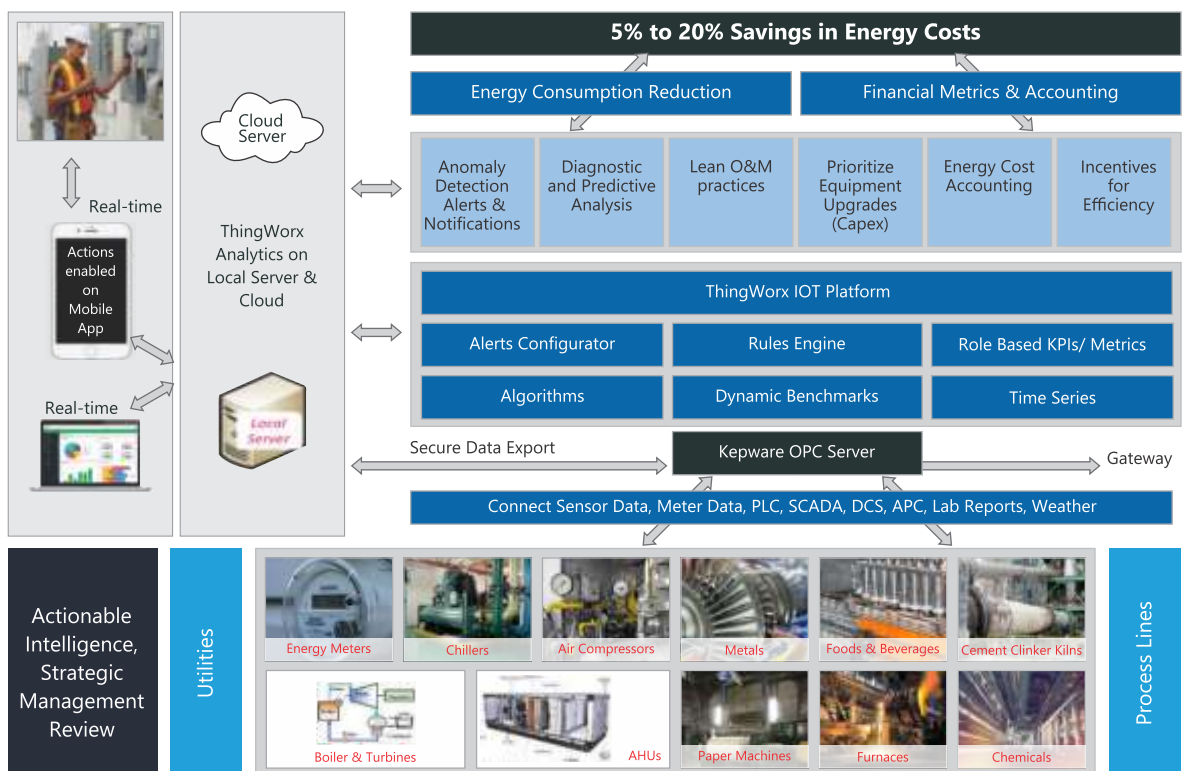 5% to 20% Savings in Energy Costs
Energy Consumption Reduction
Financial Metrics & Accounting
Cloud
Server
Anomaly
Detection
Alerts &
Notifications
Diagnostic
and Predictive
Analysis
Lean O&M
practices
Prioritize
Equipment
Upgrades
(Capex)
Energy Cost
Accounting
Incentives
for
Efficiency
Real-time
Actions
enabled
on
Mobile
App
ThingWorx
Analytics on
Local Server &
Cloud
ThingWorx IOT Platform
Alerts Configurator
Rules Engine
Role Based KPIs/ Metrics
Algorithms
Dynamic Benchmarks
Time Series
Real-time
Local
Server
Secure Data Export
Kepware OPC Server
Gateway
Connect Sensor Data, Meter Data, PLC, SCADA, DCS, APC, Lab Reports, Weather
Actionable
Intelligence,
Strategic
Management
Review
Utilities
Energy Meters
Chillers
Air Compressors
Metals
Foods & Beverages
Cement Clinker Kilns
Boiler & Turbines
AHUs
Paper Machines
Furnaces
Chemicals
Process Lines